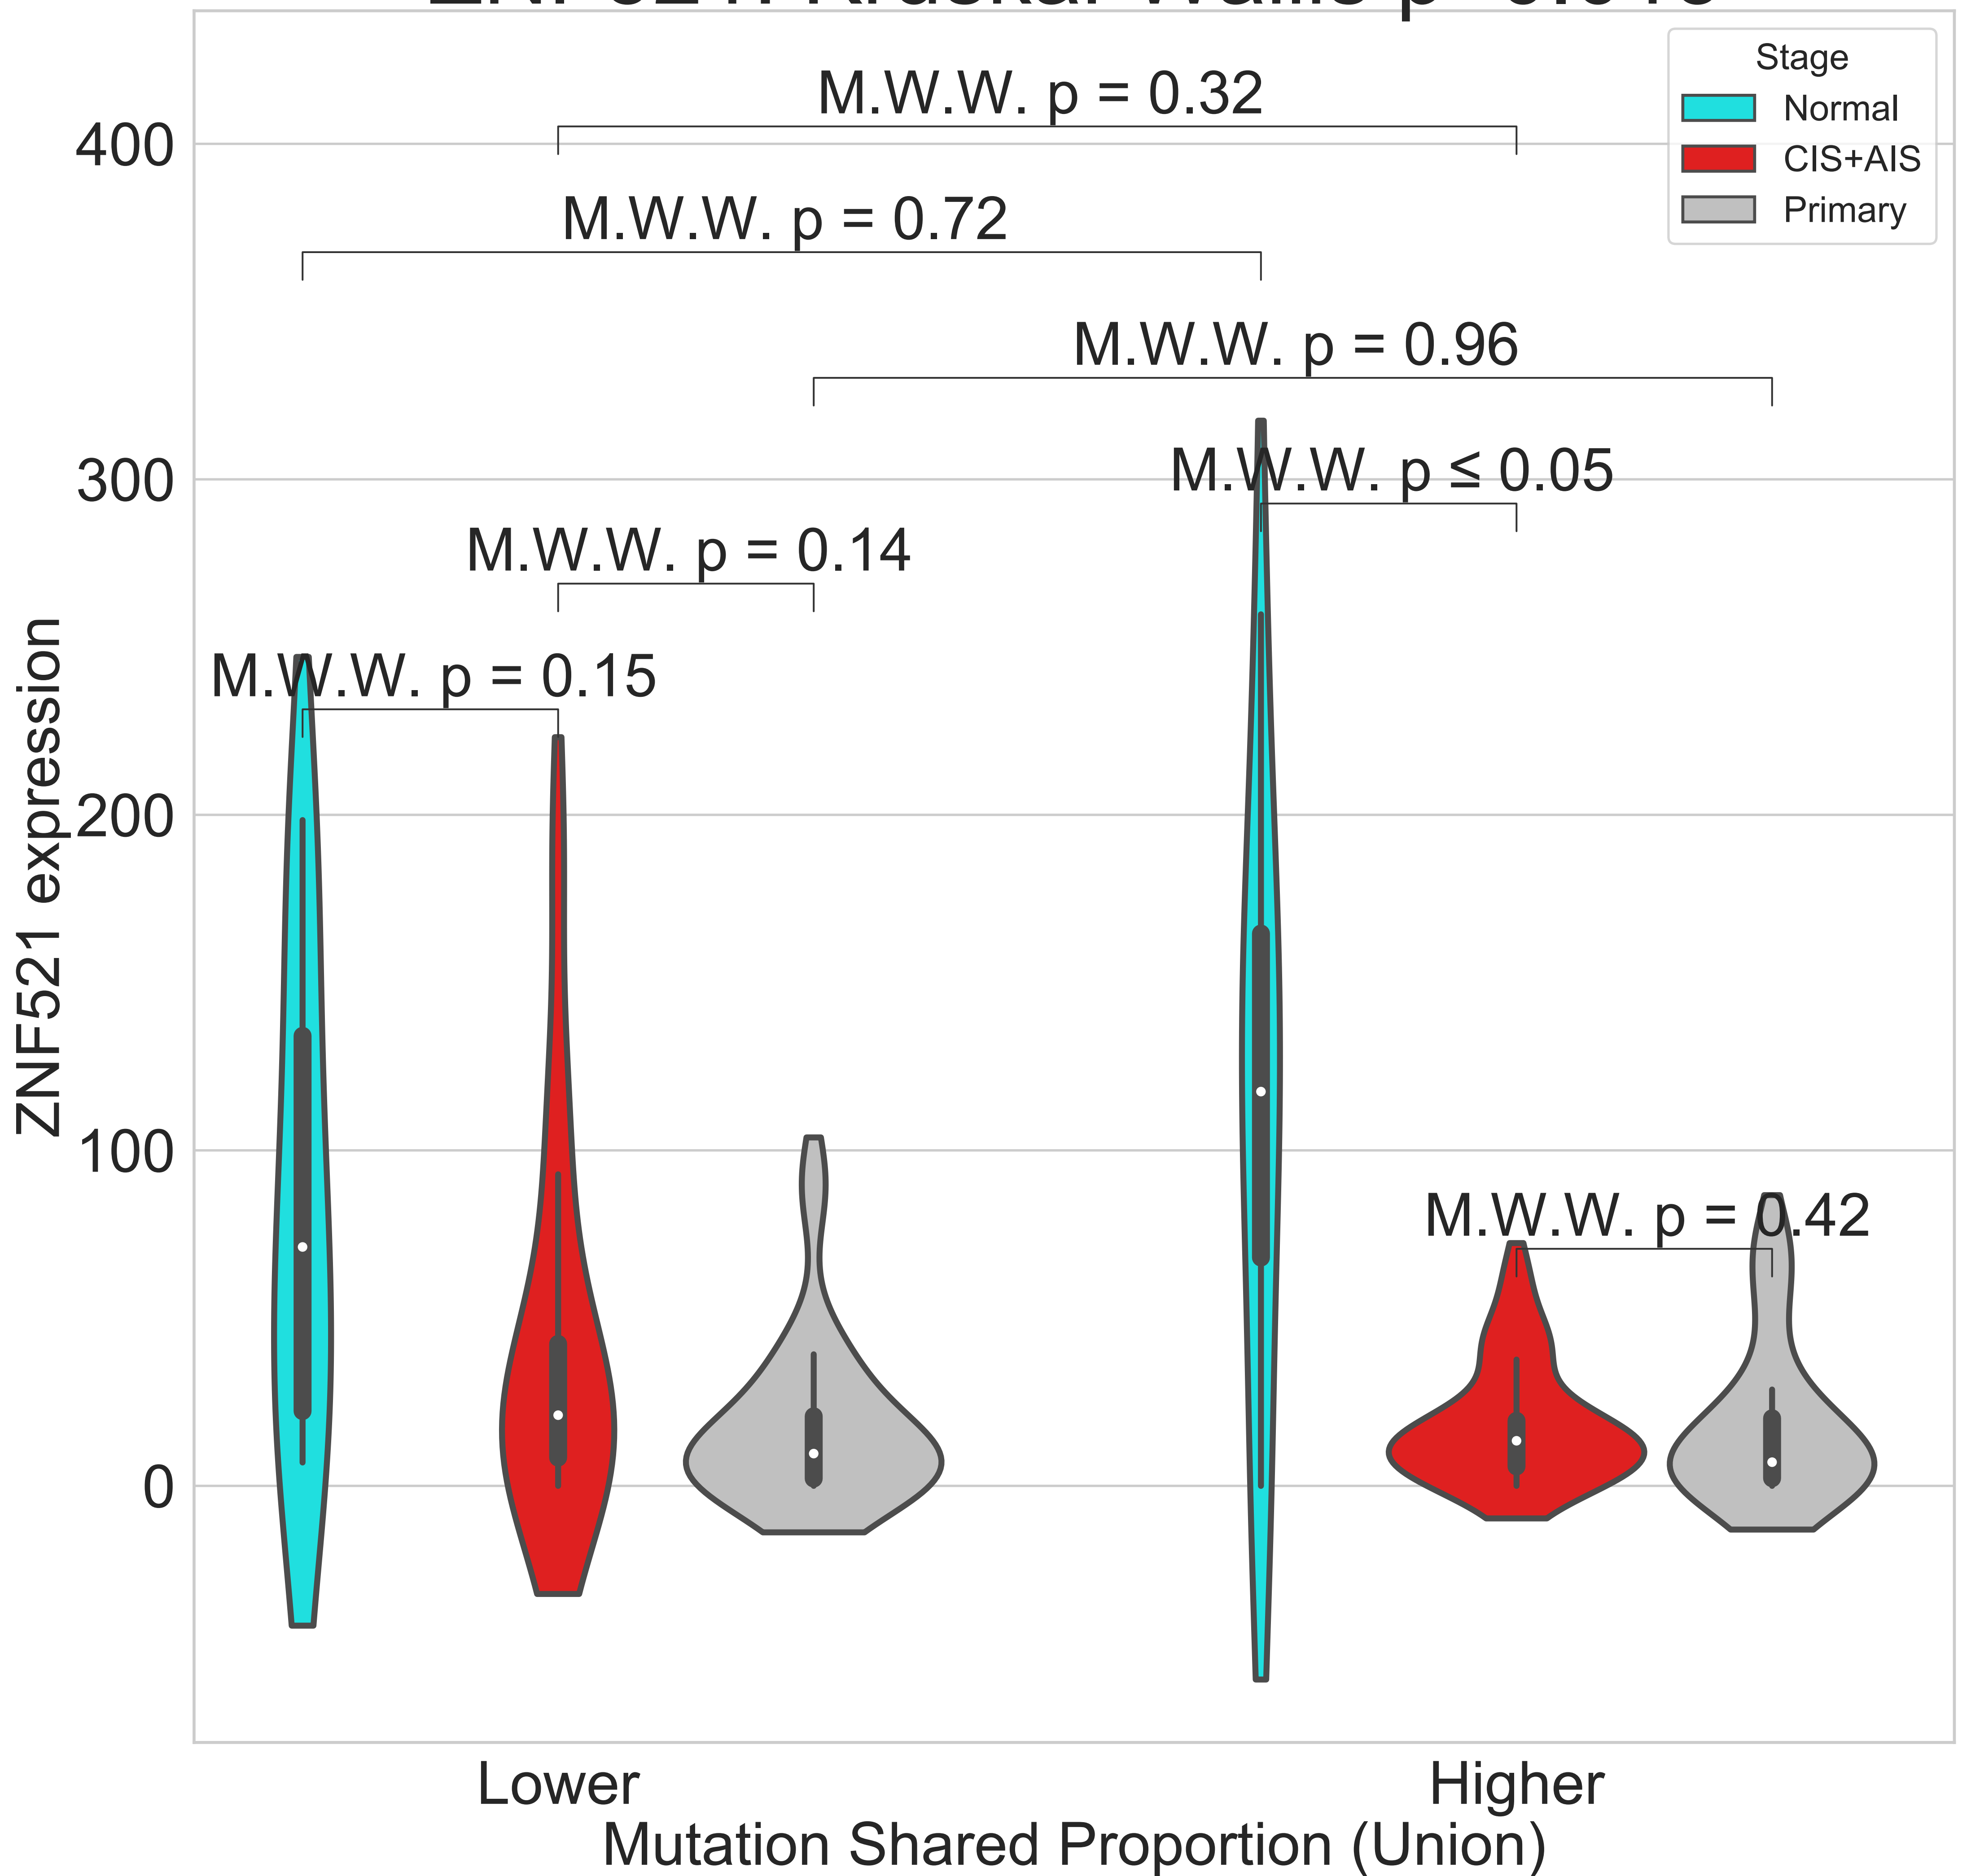 Stage
Normal
CIS+AIS
Primary
M.W.W. p = 0.32
M.W.W. p = 0.72
M.W.W. p = 0.96
M.W.W. p ≤ 0.05
M.W.W. p = 0.14
M.W.W. p = 0.15
M.W.W. p = 0.42
400
300
200
100
0
ZNF521 expression
Lower
Higher
Mutation Shared Proportion (Union)